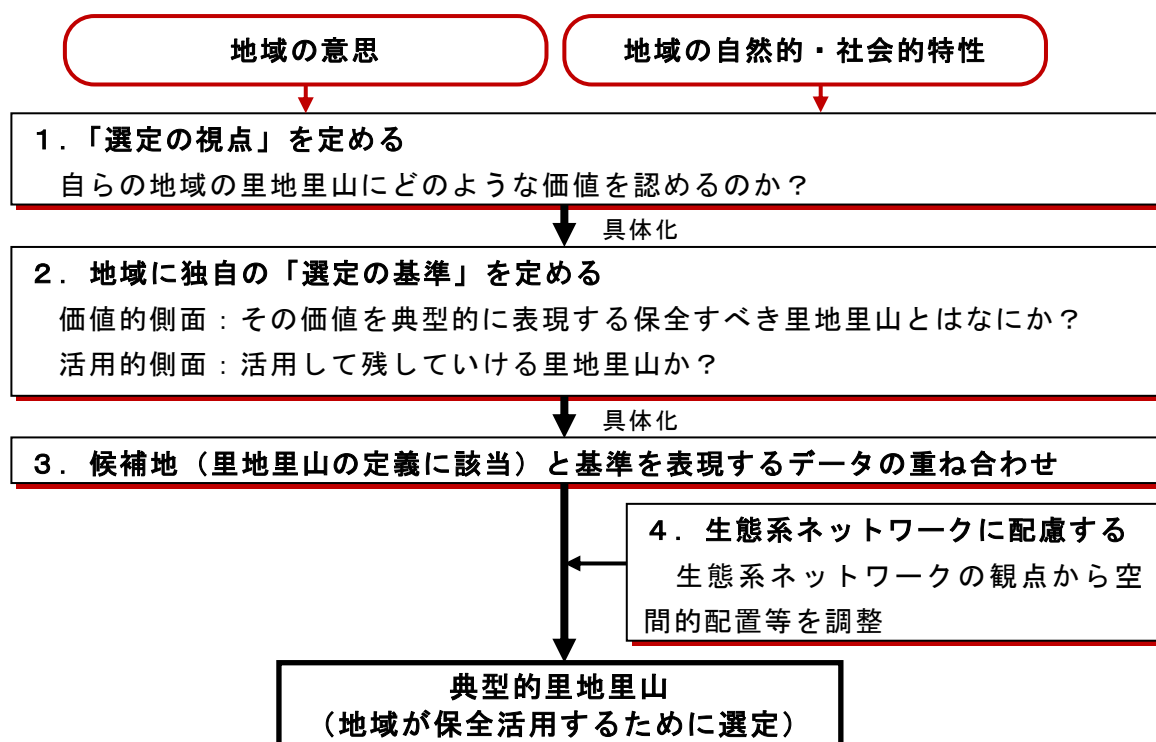 地域の意思
地域の自然的・社会的特性
１．「選定の視点」を定める
自らの地域の里地里山にどのような価値を認めるのか？
具体化
２．地域に独自の「選定の基準」を定める
価値的側面：その価値を典型的に表現する保全すべき里地里山とはなにか？
活用的側面：活用して残していける里地里山か？
具体化
３．候補地（里地里山の定義に該当）と基準を表現するデータの重ね合わせ
４．生態系ネットワークに配慮する
生態系ネットワークの観点から空
間的配置等を調整
典型的里地里山
（地域が保全活用するために選定）